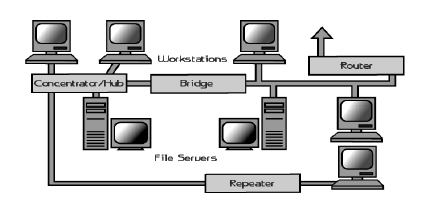 Workstations
Router
Concentrator/Hub
Bridge
File Servers
Repeater